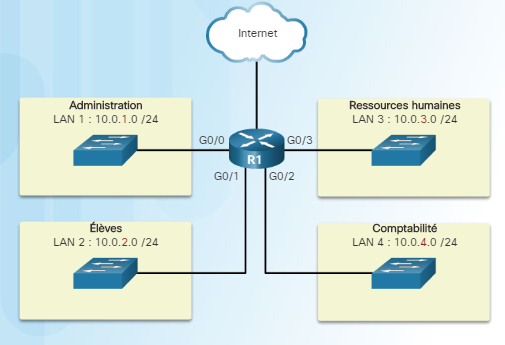 Internet
Administration
LAN 1 : 10.0.1.0 /24
Ressources humaines
LAN 3 : 10.0.3.0 /24
G0/0
G0/3
R1
G0/1
G0/2
Élèves
LAN 2 : 10.0.2.0 /24
Comptabilité
LAN 4 : 10.0.4.0 /24